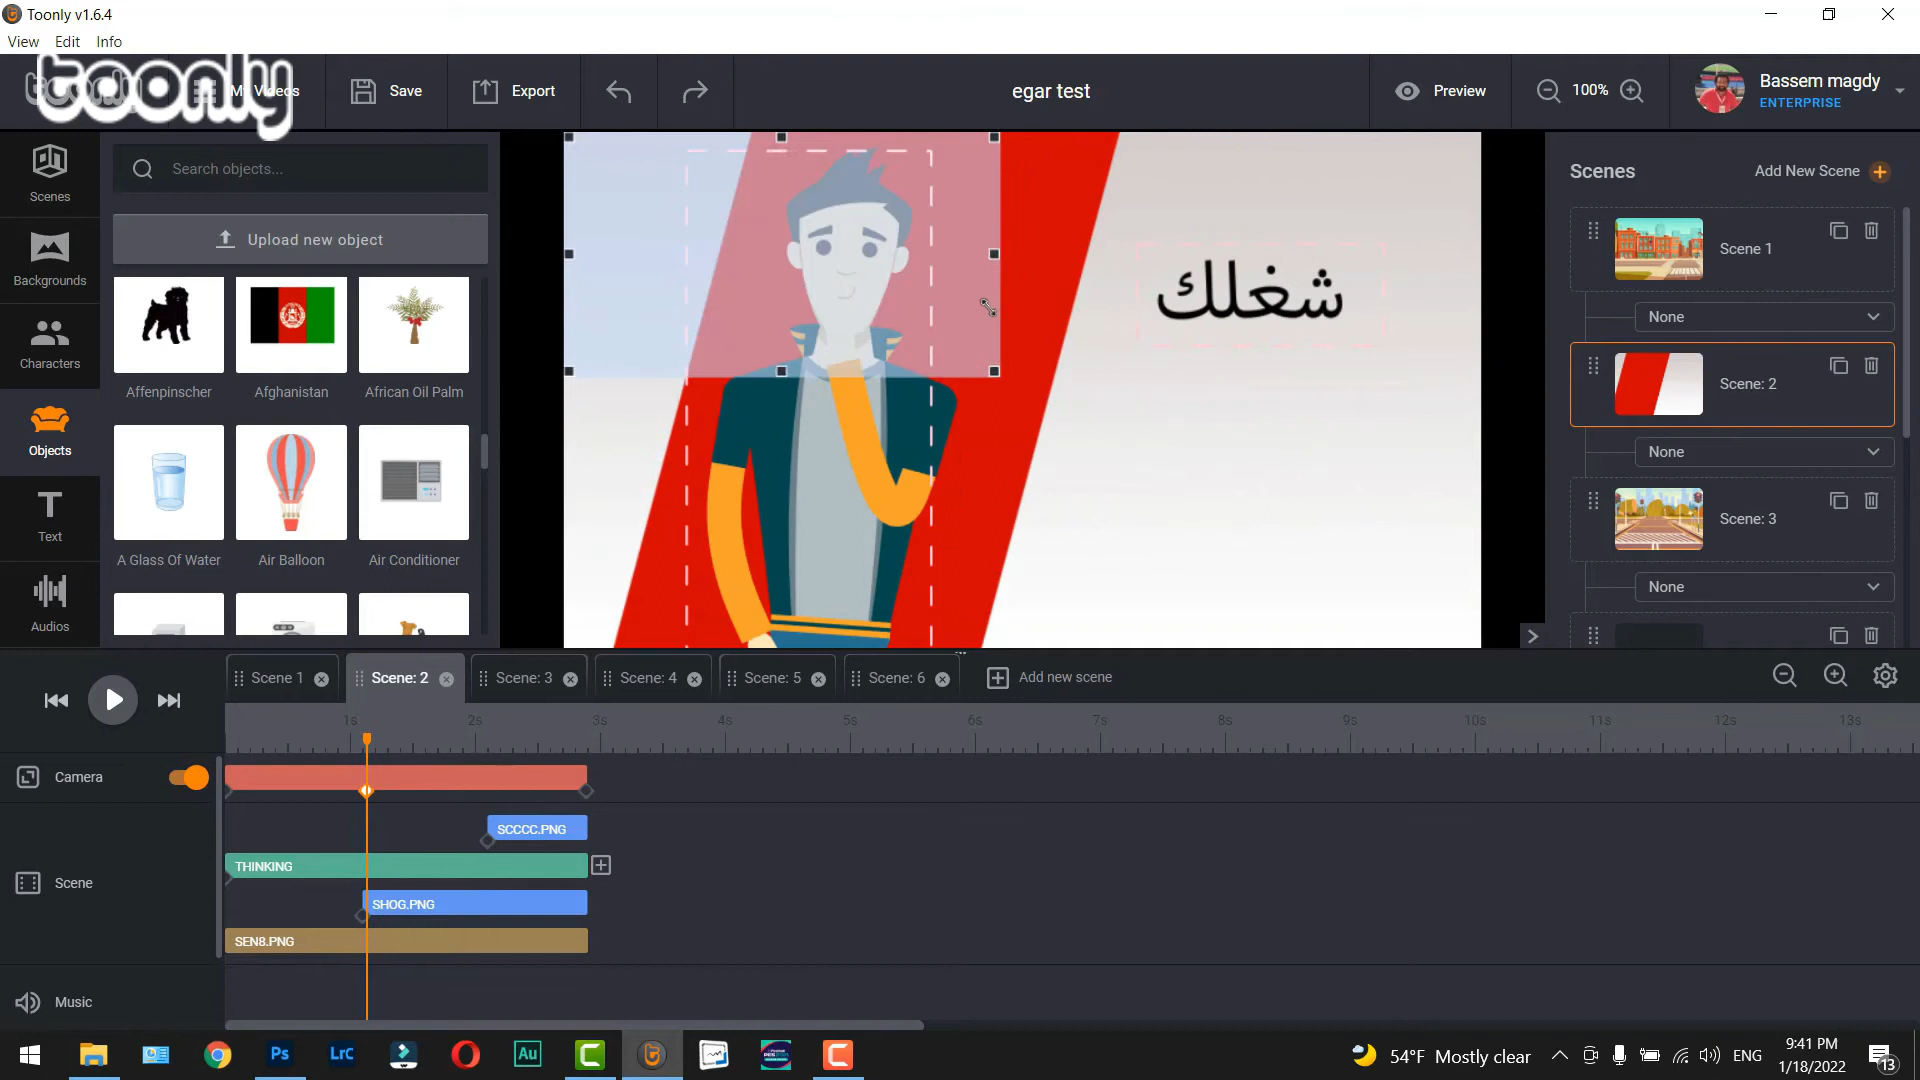 Toonly v1.6.4
View Edit Info
toonly
My Videos
Save
Export
egar test
Preview
100%
Bassem magdy
ENTERPRISE
Scenes
Backgrounds
Characters
Objects
Text
Audios
Search objects...
Upload new object
Affenpinscher
Afghanistan
African Oil Palm
A Glass Of Water
Air Balloon
Air Conditioner
شغلك
Scenes
Add New Scene
Scene 1
None
Scene: 2
None
Scene: 3
None
Scene 1
Scene: 2
Scene: 3
Scene: 4
Scene: 5
Scene: 6
Add new scene
1s 2s 3s 4s 5s 6s 7s 8s 9s 10s 11s 12s 13s
Camera
SCCCC.PNG
THINKING
Scene
SHOG.PNG
SEN8.PNG
Music
Ps
LrC
Au
54°F Mostly clear
ENG
9:41 PM
1/18/2022
13